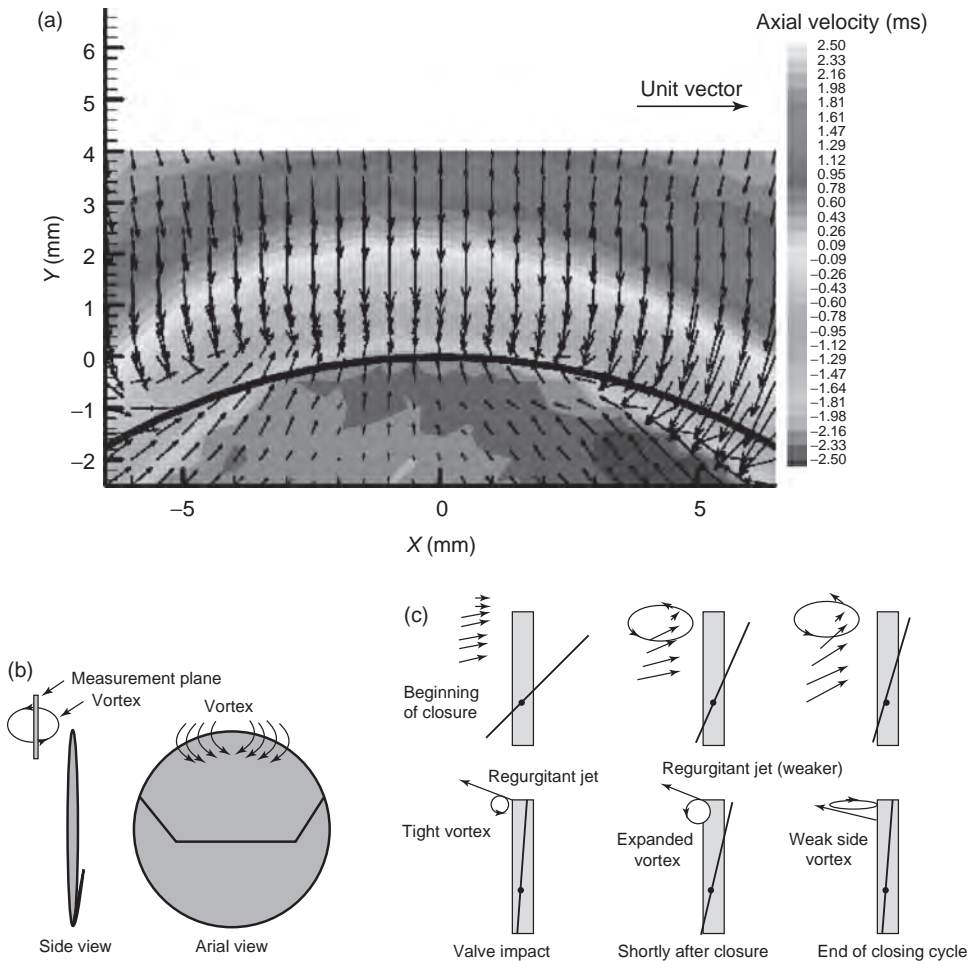 (a)
Axial velocity (ms)
Unit vector
2.50
2.33
2.16
1.98
1.81
1.61
1.47
1.29
1.12
0.95
0.78
0.60
0.43
0.26
0.09
–0.09
–0.26
–0.43
–0.60
–0.78
–0.95
–1.12
–1.29
–1.47
–1.64
–1.81
–1.98
–2.16
–2.33
–2.50
6
5
4
3
2
1
0
–1
–2
Y (mm)
–5 0 5
X (mm)
(b)
Measurement plane
Vortex
Vortex
Side view
Arial view
(c)
Beginning
of closure
Regurgitant jet
Tight vortex
Valve impact
Regurgitant jet (weaker)
Expanded
vortex
Shortly after closure
Weak side
vortex
End of closing cycle